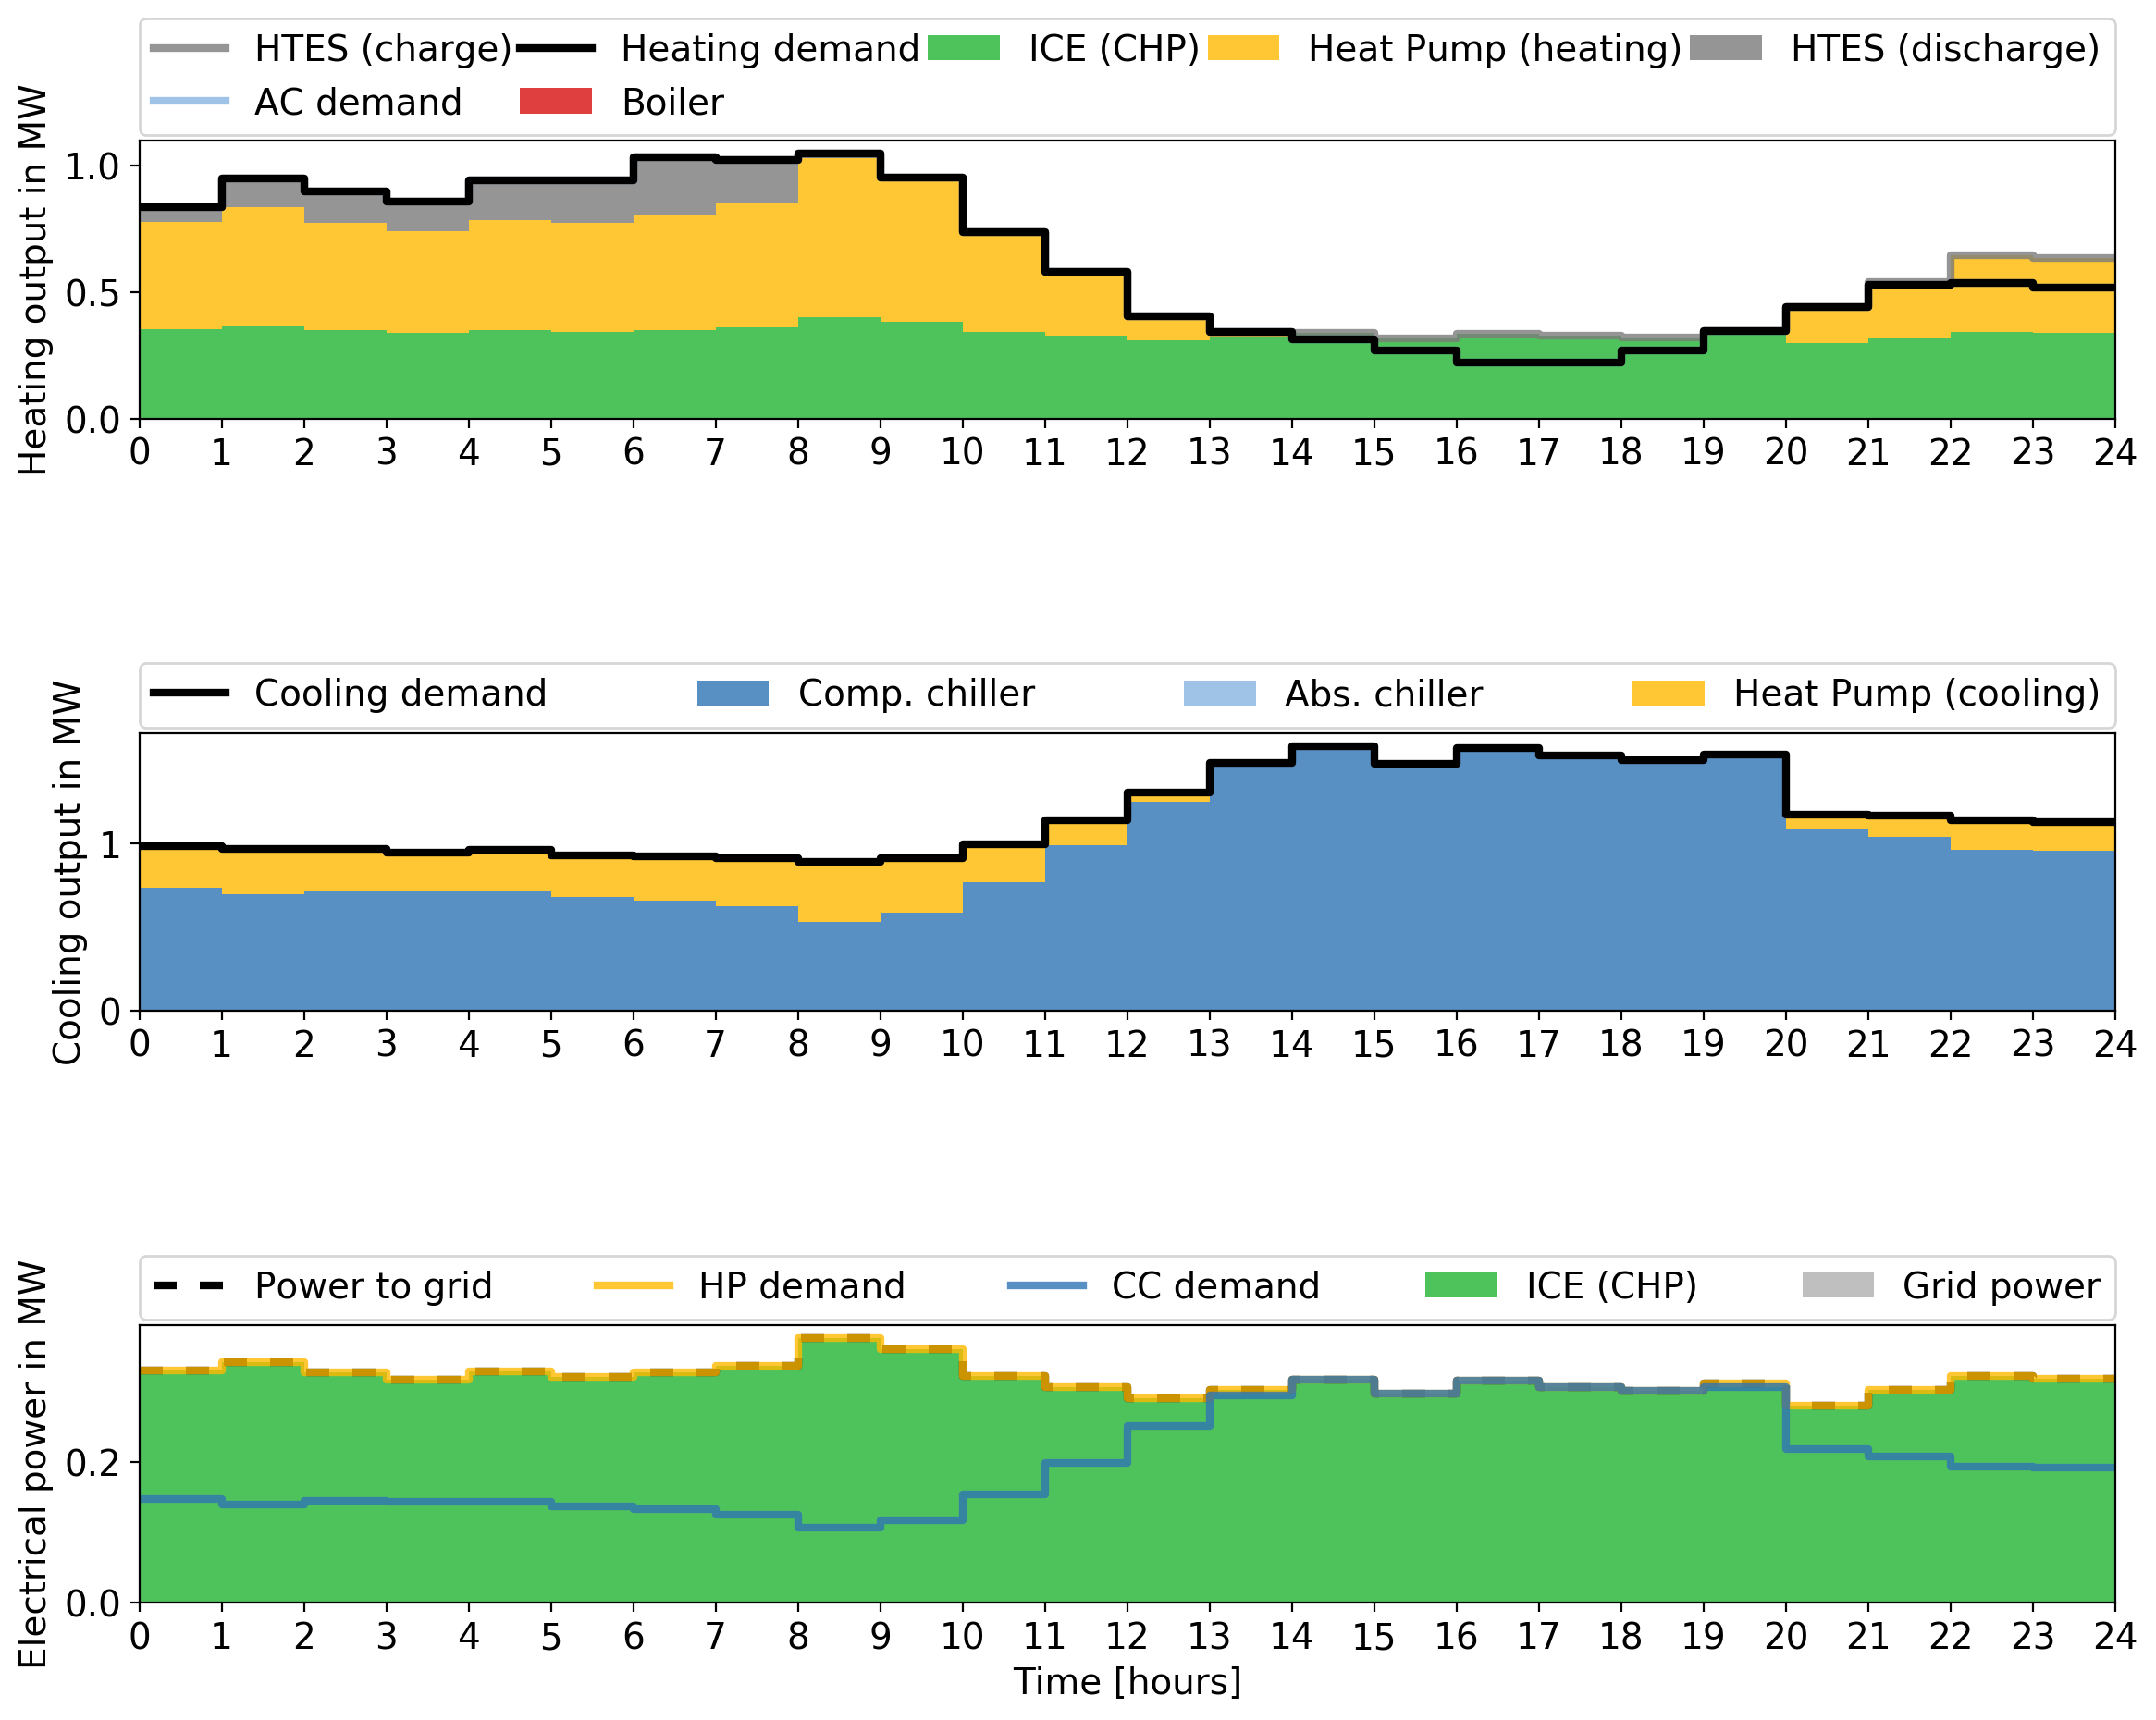 HTES (charge) Heating demand ICE (CHP) Heat Pump (heating) HTES (discharge)
AC demand Boiler
Heating output in MW
1.0
0.5
0.0
0 1 2 3 4 5 6 7 8 9 10 11 12 13 14 15 16 17 18 19 20 21 22 23 24
Cooling demand Comp. chiller Abs. chiller Heat Pump (cooling)
Cooling output in MW
1
0
0 1 2 3 4 5 6 7 8 9 10 11 12 13 14 15 16 17 18 19 20 21 22 23 24
Power to grid HP demand CC demand ICE (CHP) Grid power
Electrical power in MW
0.2
0.0
0 1 2 3 4 5 6 7 8 9 10 11 12 13 14 15 16 17 18 19 20 21 22 23 24
Time [hours]